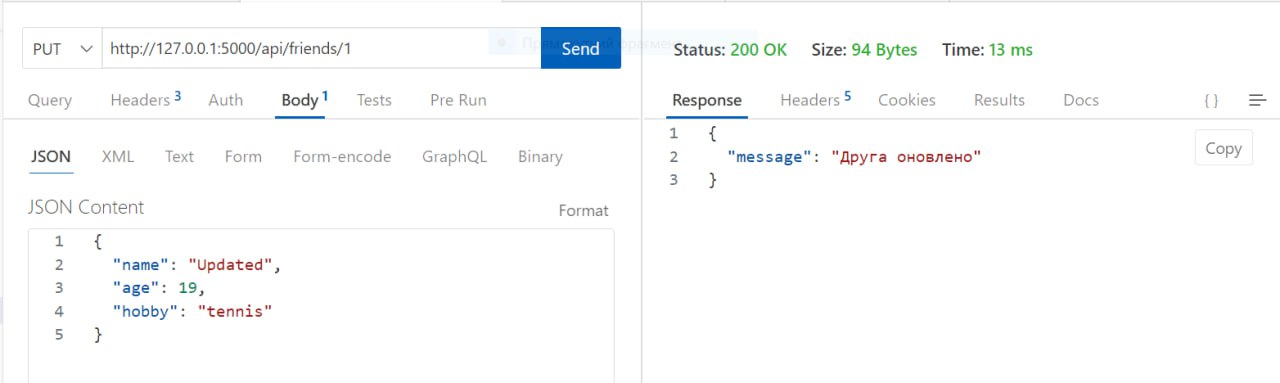 PUT http://127.0.0.1:5000/api/friends/1 Send
Query Headers 3 Auth Body 1 Tests Pre Run
JSON XML Text Form Form-encode GraphQL Binary
JSON Content Format
1 {
2 "name": "Updated",
3 "age": 19,
4 "hobby": "tennis"
5 }
Status: 200 OK Size: 94 Bytes Time: 13 ms
Response Headers 5 Cookies Results Docs { }
1 {
2 "message": "Друга оновлено"
3 }
Copy